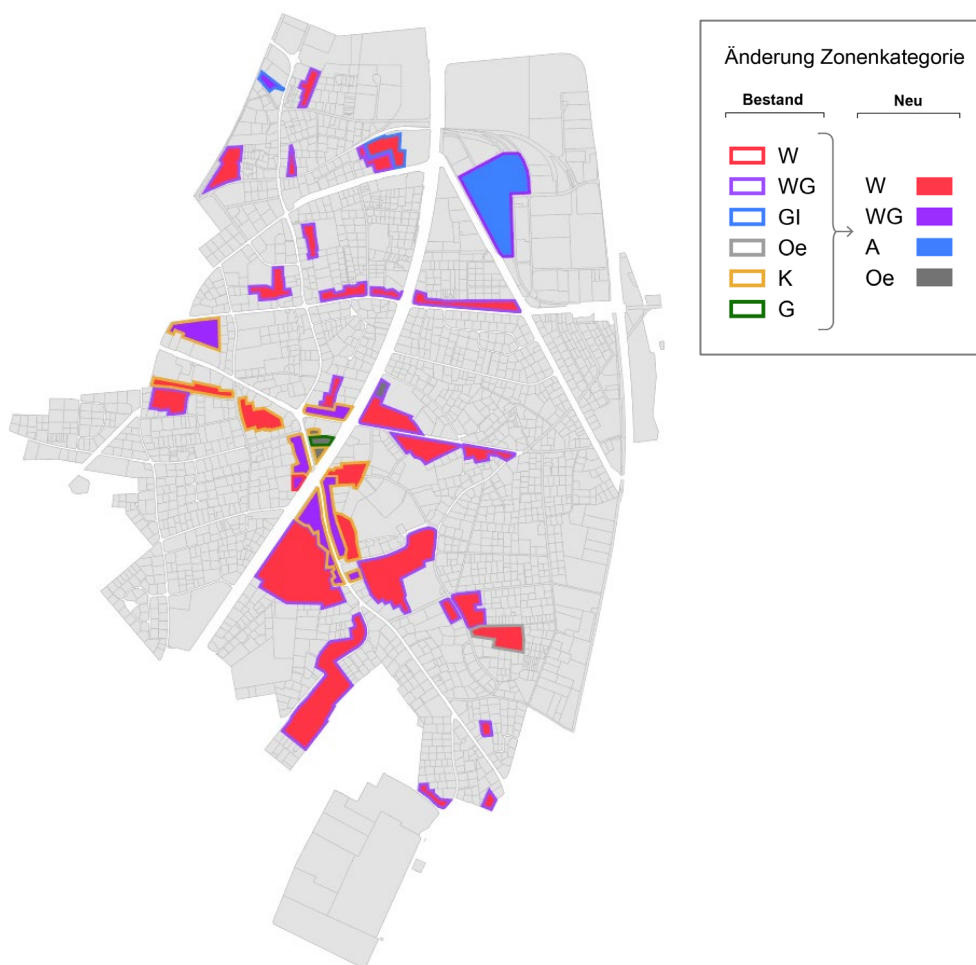 Änderung Zonenkategorie
Bestand
Neu
W
WG
GI
Oe
K
G
W
WG
A
Oe